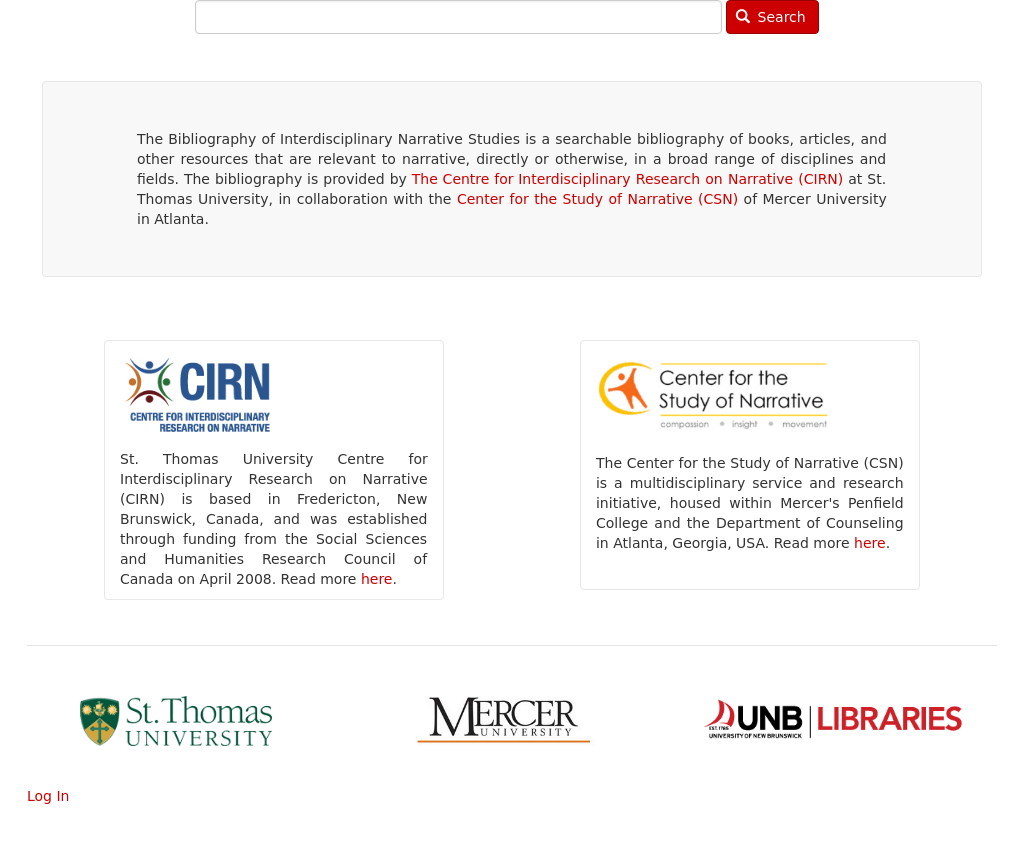 Search
The Bibliography of Interdisciplinary Narrative Studies is a searchable bibliography of books, articles, and
other resources that are relevant to narrative, directly or otherwise, in a broad range of disciplines and
fields. The bibliography is provided by The Centre for Interdisciplinary Research on Narrative (CIRN) at St.
Thomas University, in collaboration with the Center for the Study of Narrative (CSN) of Mercer University
in Atlanta.
CIRN
CENTRE FOR INTERDISCIPLINARY
RESEARCH ON NARRATIVE
St. Thomas University Centre for
Interdisciplinary Research on Narrative
(CIRN) is based in Fredericton, New
Brunswick, Canada, and was established
through funding from the Social Sciences
and Humanities Research Council of
Canada on April 2008. Read more here.
Center for the
Study of Narrative
compassion insight movement
The Center for the Study of Narrative (CSN)
is a multidisciplinary service and research
initiative, housed within Mercer's Penfield
College and the Department of Counseling
in Atlanta, Georgia, USA. Read more here.
St. Thomas
UNIVERSITY
MERCER
UNIVERSITY
EST. 1785
UNB
UNIVERSITY OF NEW BRUNSWICK
LIBRARIES
Log In